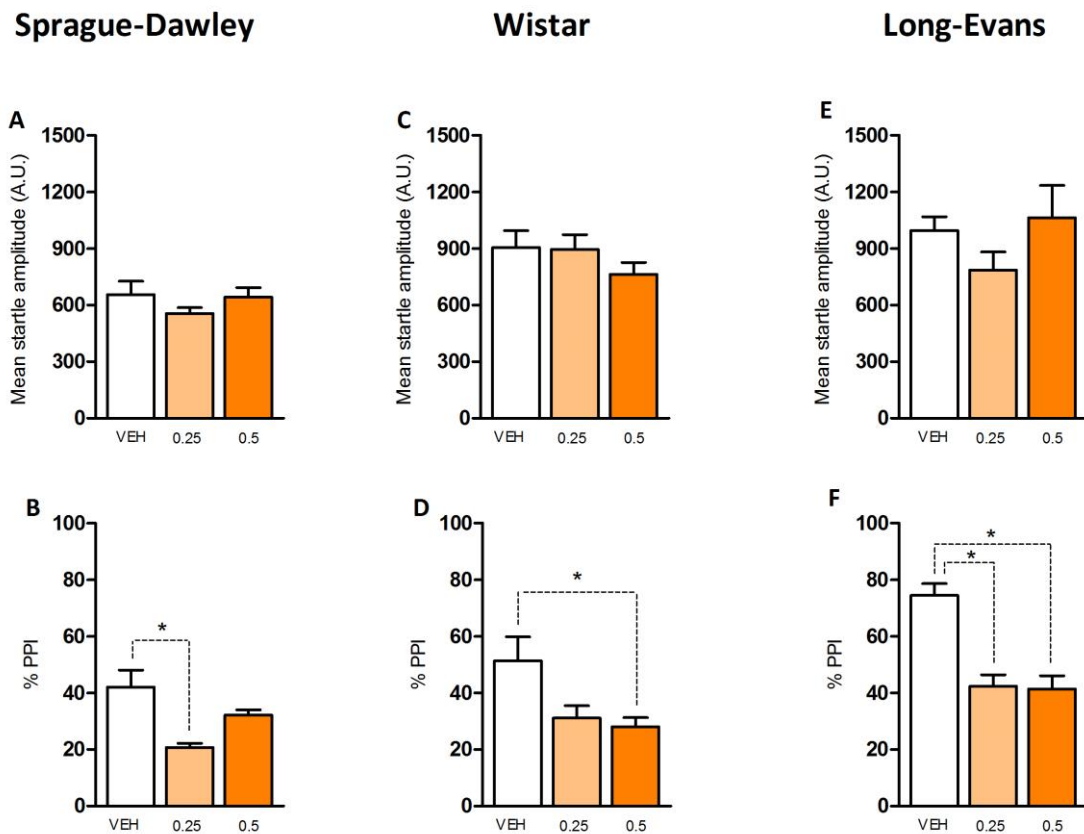 Sprague-Dawley
Wistar
Long-Evans
A
Mean startle amplitude (A.U.)
1500
1200
900
600
300
0
VEH 0.25 0.5
C
Mean startle amplitude (A.U.)
1500
1200
900
600
300
0
VEH 0.25 0.5
E
Mean startle amplitude (A.U.)
1500
1200
900
600
300
0
VEH 0.25 0.5
B
% PPI
100
80
60
40
20
0
*
VEH 0.25 0.5
D
% PPI
100
80
60
40
20
0
*
VEH 0.25 0.5
F
% PPI
100
80
60
40
20
0
*
*
VEH 0.25 0.5